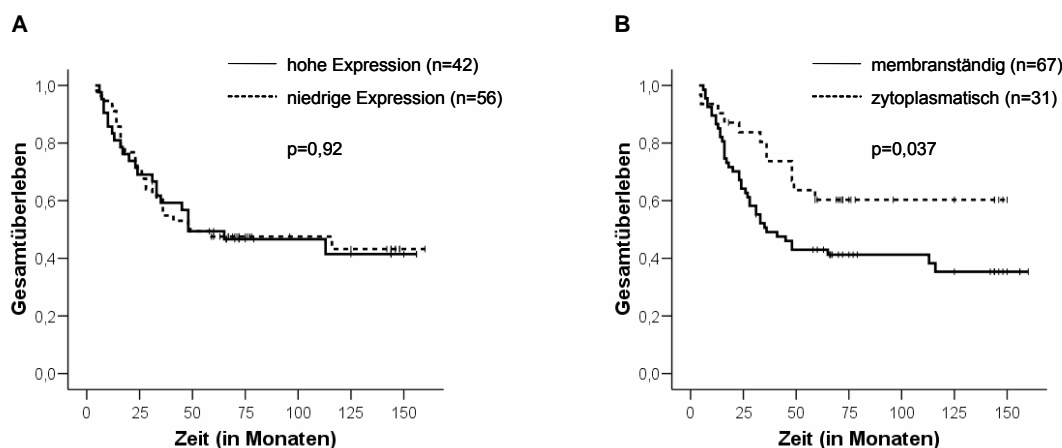 A
hohe Expression (n=42)
niedrige Expression (n=56)
p=0,92
1,0
0,8
0,6
0,4
0,2
0,0
Gesamtüberleben
0 25 50 75 100 125 150
Zeit (in Monaten)
B
membranständig (n=67)
zytoplasmatisch (n=31)
p=0,037
1,0
0,8
0,6
0,4
0,2
0,0
Gesamtüberleben
0 25 50 75 100 125 150
Zeit (in Monaten)